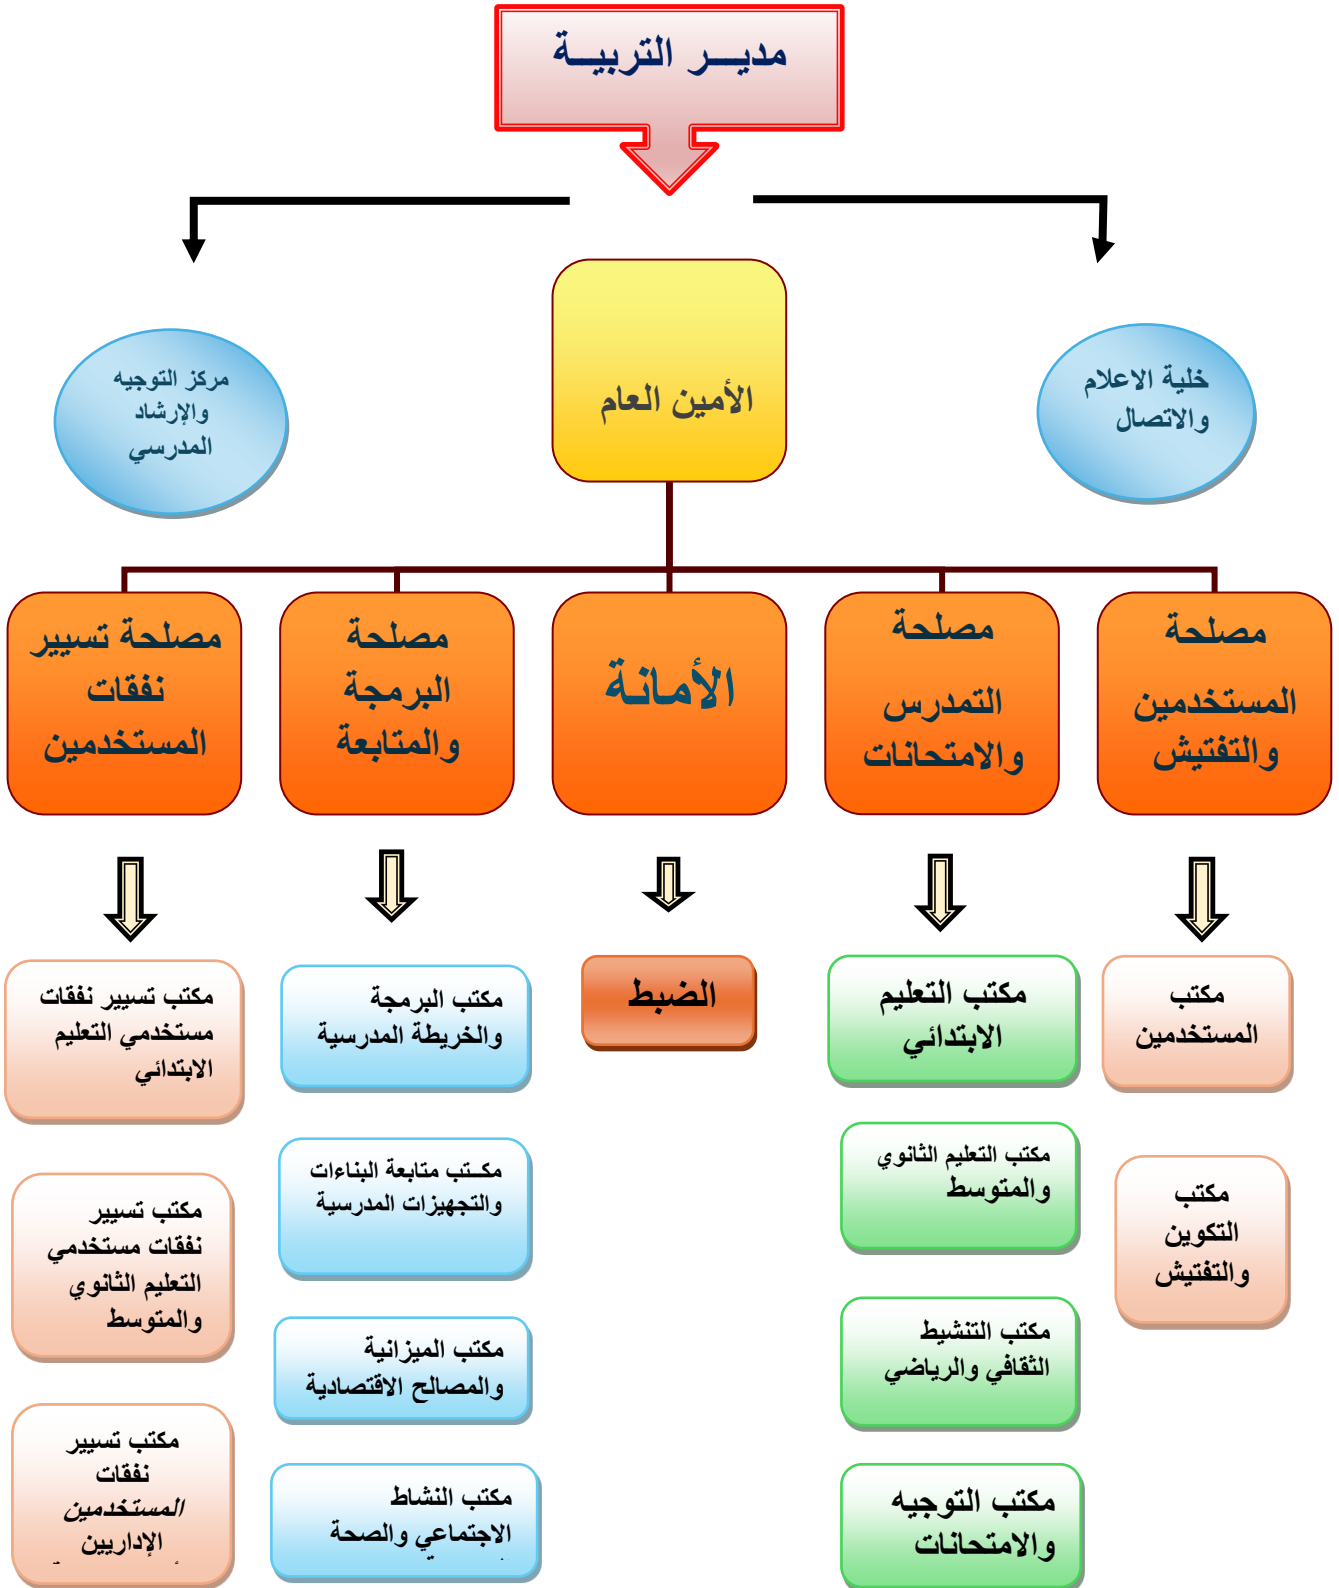 مديـــر التربيـــة
خلية الاعلام
والاتصال
الأمين العام
مركز التوجيه
والإرشاد
المدرسي
مصلحة
المستخدمين
والتفتيش
مصلحة
التمدرس
والامتحانات
الأمانة
مصلحة
البرمجة
والمتابعة
مصلحة تسيير
نفقات
المستخدمين
مكتب
المستخدمين
مكتب
التكوين
والتفتيش
مكتب التعليم
الابتدائي
مكتب التعليم الثانوي
والمتوسط
مكتب التنشيط
الثقافي والرياضي
مكتب التوجيه
والامتحانات
الضبط
مكتب البرمجة
والخريطة المدرسية
مكــتب متابعة البناءات
والتجهيزات المدرسية
مكتب الميزانية
والمصالح الاقتصادية
مكتب النشاط
الاجتماعي والصحة
مكتب تسيير نفقات
مستخدمي التعليم
الابتدائي
مكتب تسيير
نفقات مستخدمي
التعليم الثانوي
والمتوسط
مكتب تسيير
نفقات
المستخدمين
الإداريين